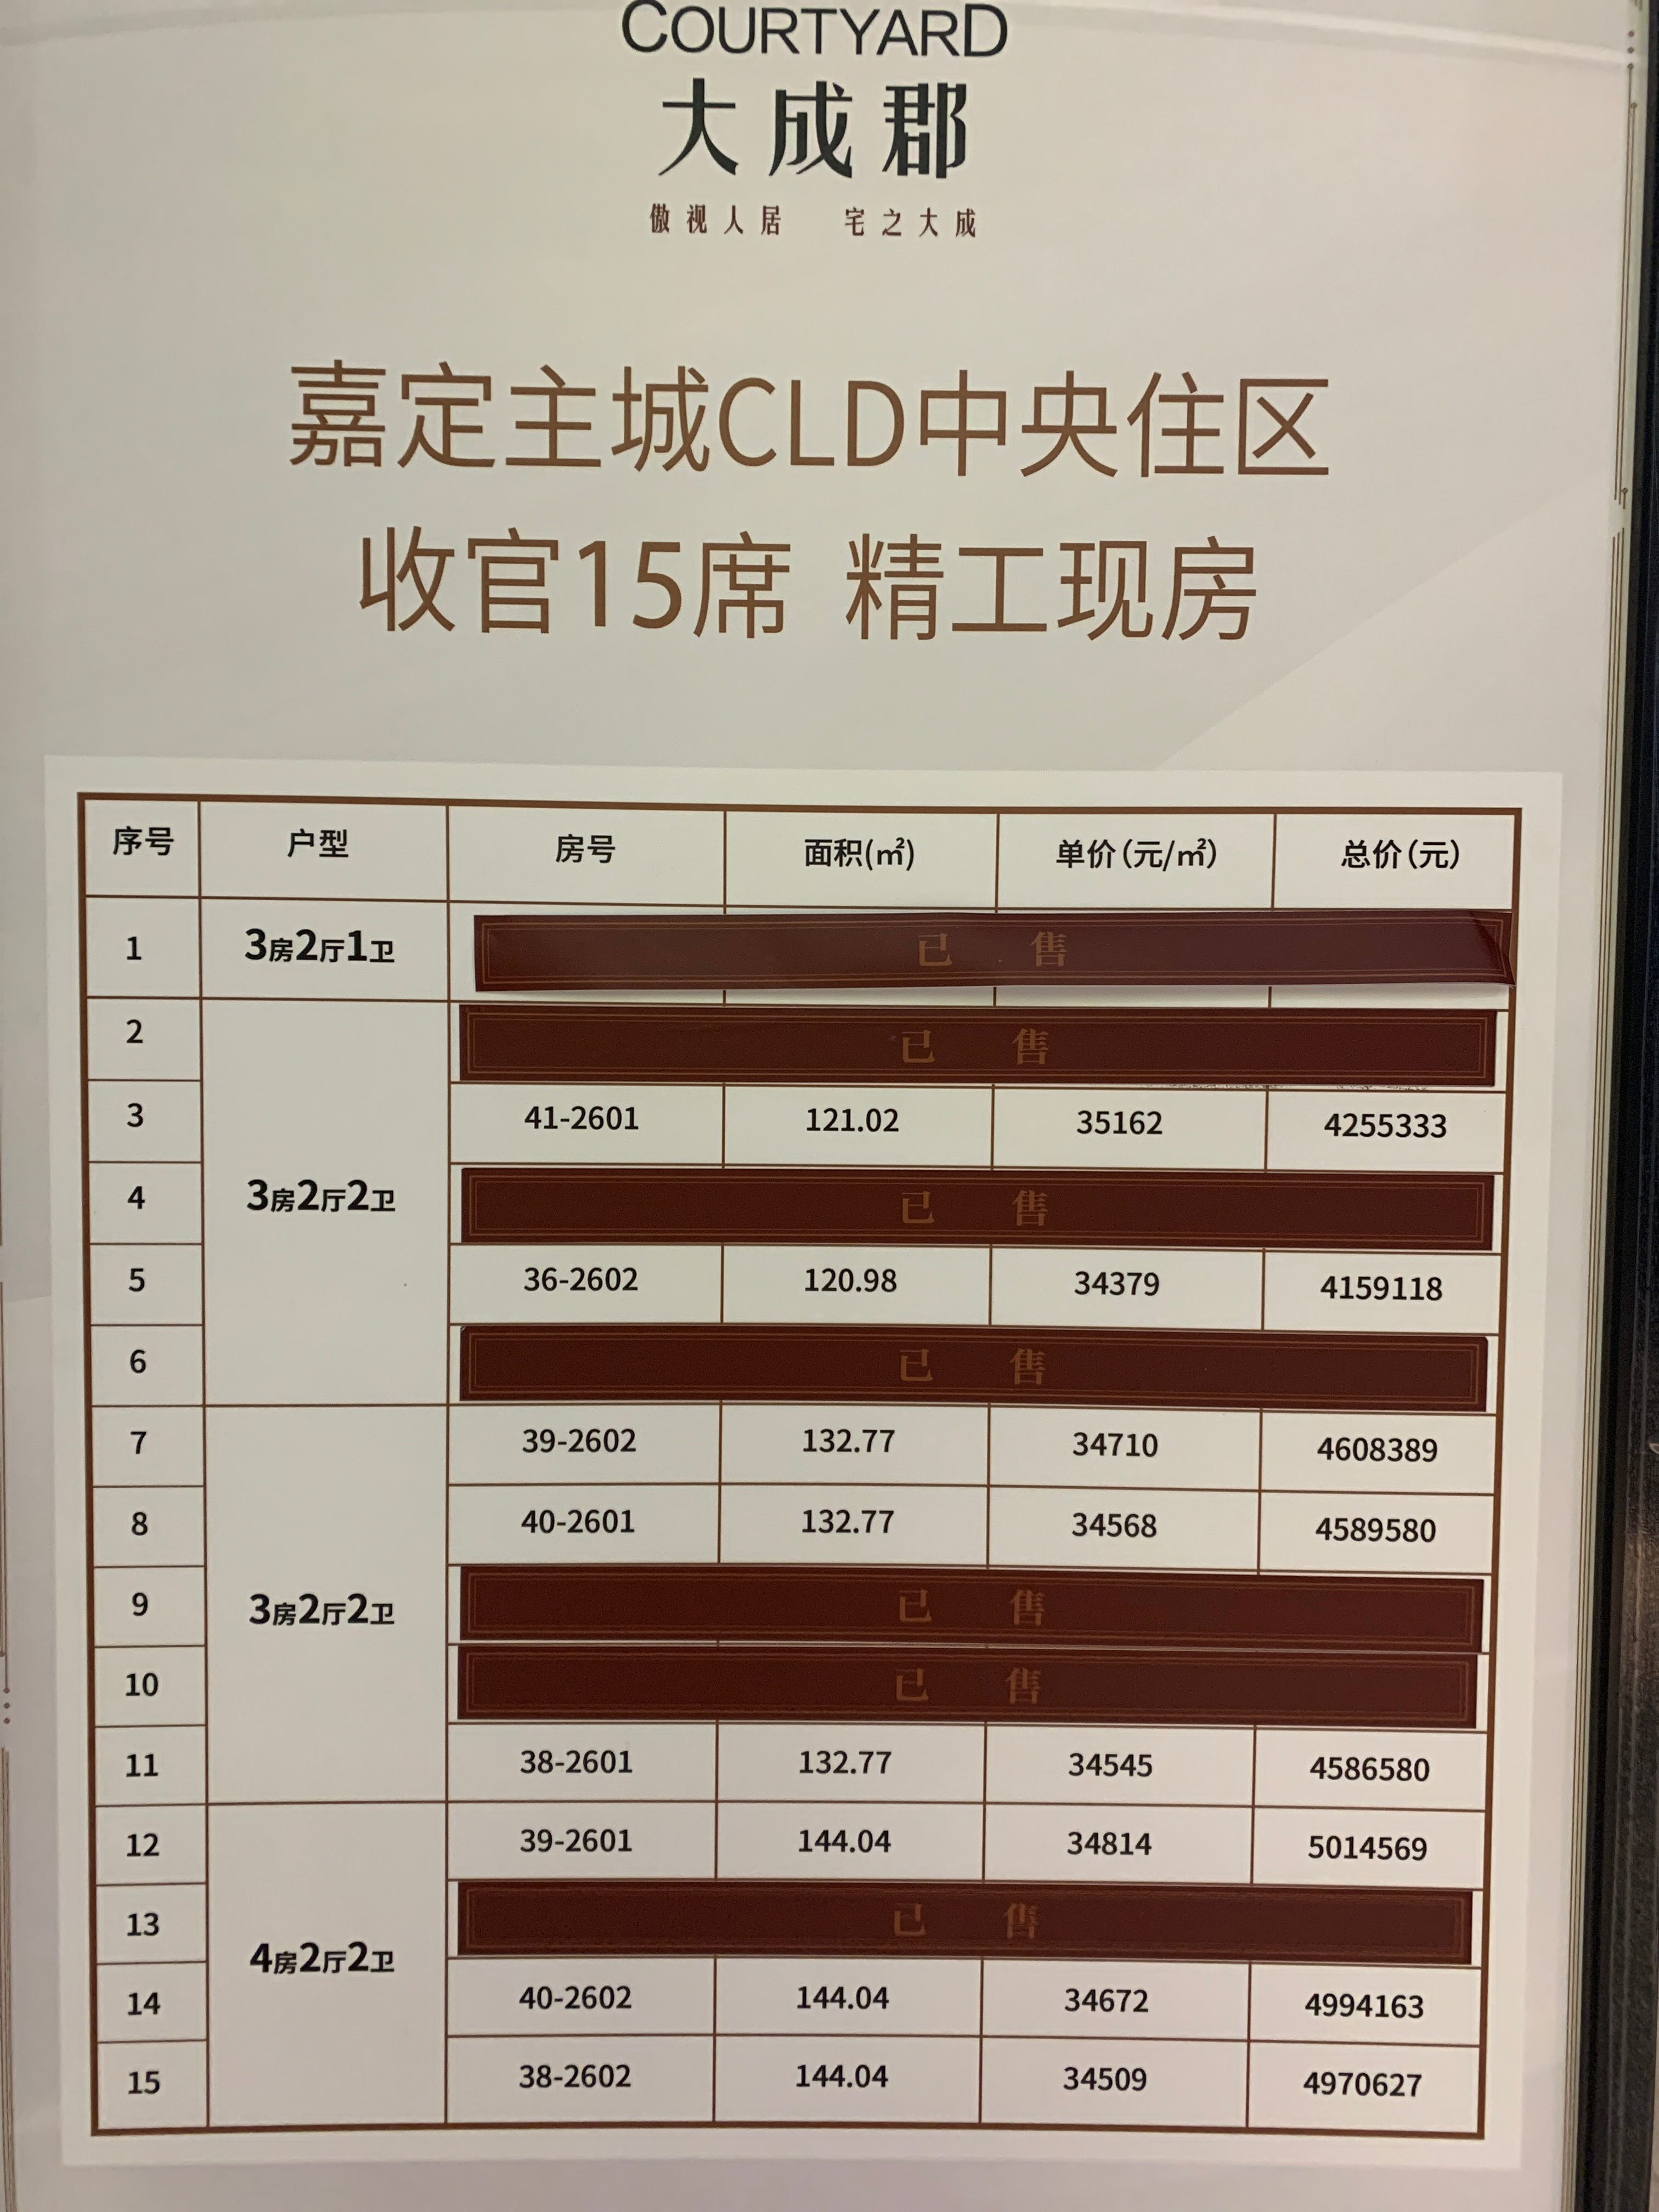 COURTYARD
大成郡
傲视人居 宅之大成
嘉定主城CLD中央住区
收官15席 精工现房
序号 户型 房号 面积(㎡) 单价(元/㎡) 总价(元)
1 3房2厅1卫 已售
2 已售
3 41-2601 121.02 35162 4255333
3房2厅2卫
4 已售
5 36-2602 120.98 34379 4159118
6 已售
7 39-2602 132.77 34710 4608389
8 40-2601 132.77 34568 4589580
3房2厅2卫
9 已售
10 已售
11 38-2601 132.77 34545 4586580
12 39-2601 144.04 34814 5014569
13 已售
4房2厅2卫
14 40-2602 144.04 34672 4994163
15 38-2602 144.04 34509 4970627